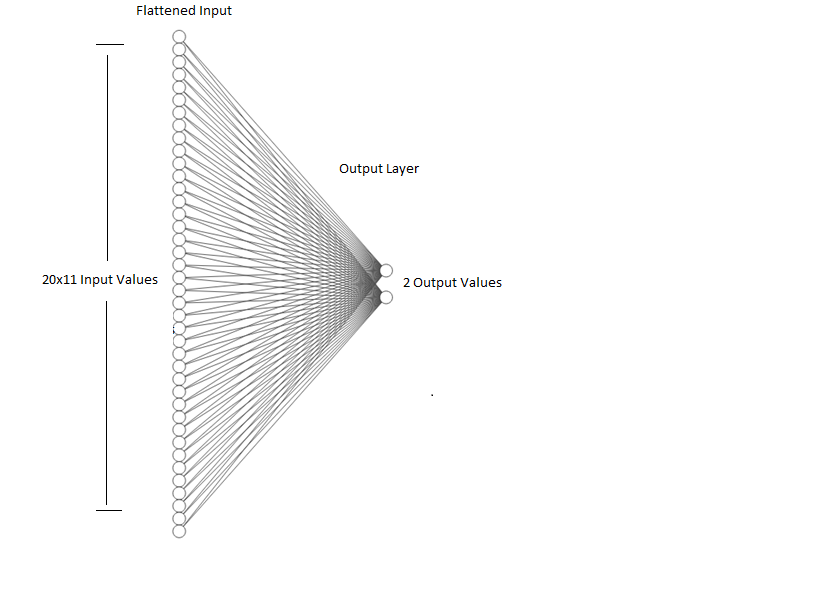 Flattened Input
Output Layer
20x11 Input Values
2 Output Values